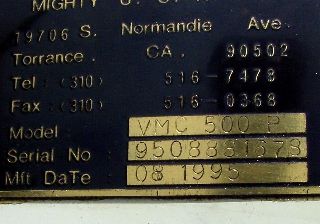 MIGHTY U. S.
19706 S. Normandie Ave.
Torrance, CA. 90502
Tel : (310) 516-7478
Fax : (310) 516-0368
Model : VMC 500-P
Serial No :
Mft DaTe : 08 1995